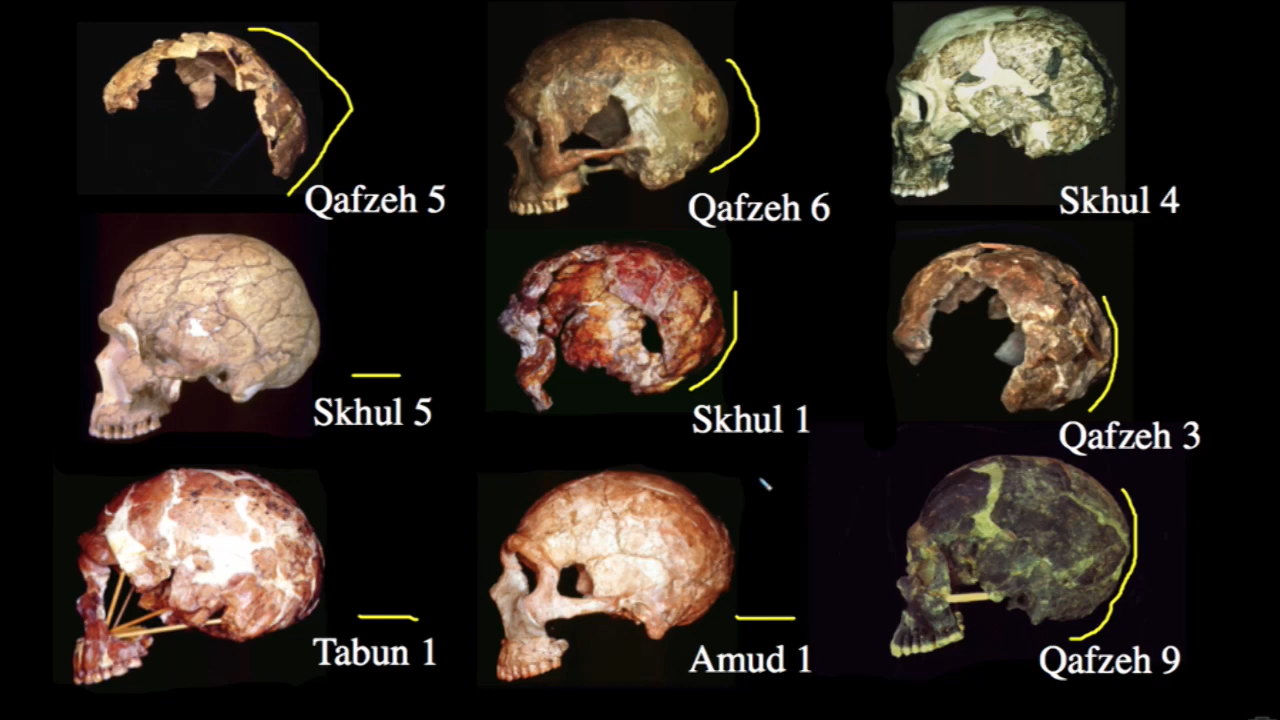 Qafzeh 5
Qafzeh 6
Skhul 4
Skhul 5
Skhul 1
Qafzeh 3
Tabun 1
Amud 1
Qafzeh 9